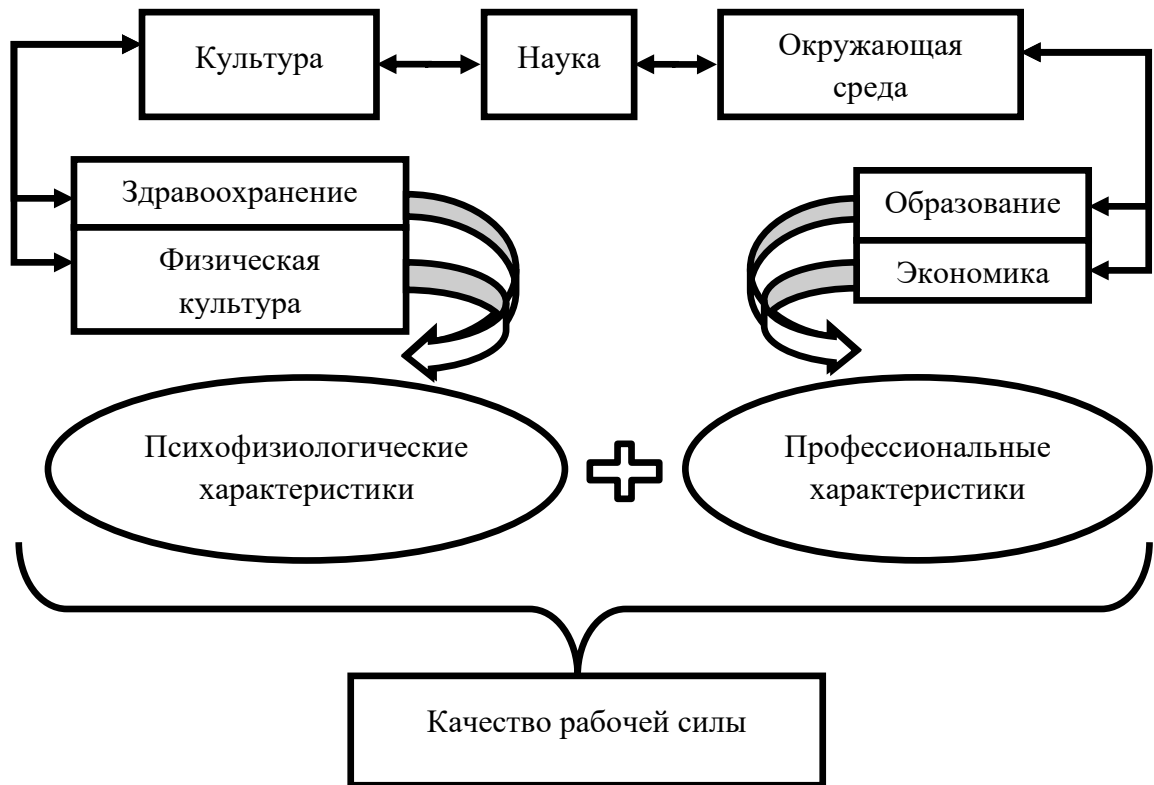 Культура
Наука
Окружающая
среда
Здравоохранение
Физическая
культура
Образование
Экономика
Психофизиологические
характеристики
Профессиональные
характеристики
Качество рабочей силы